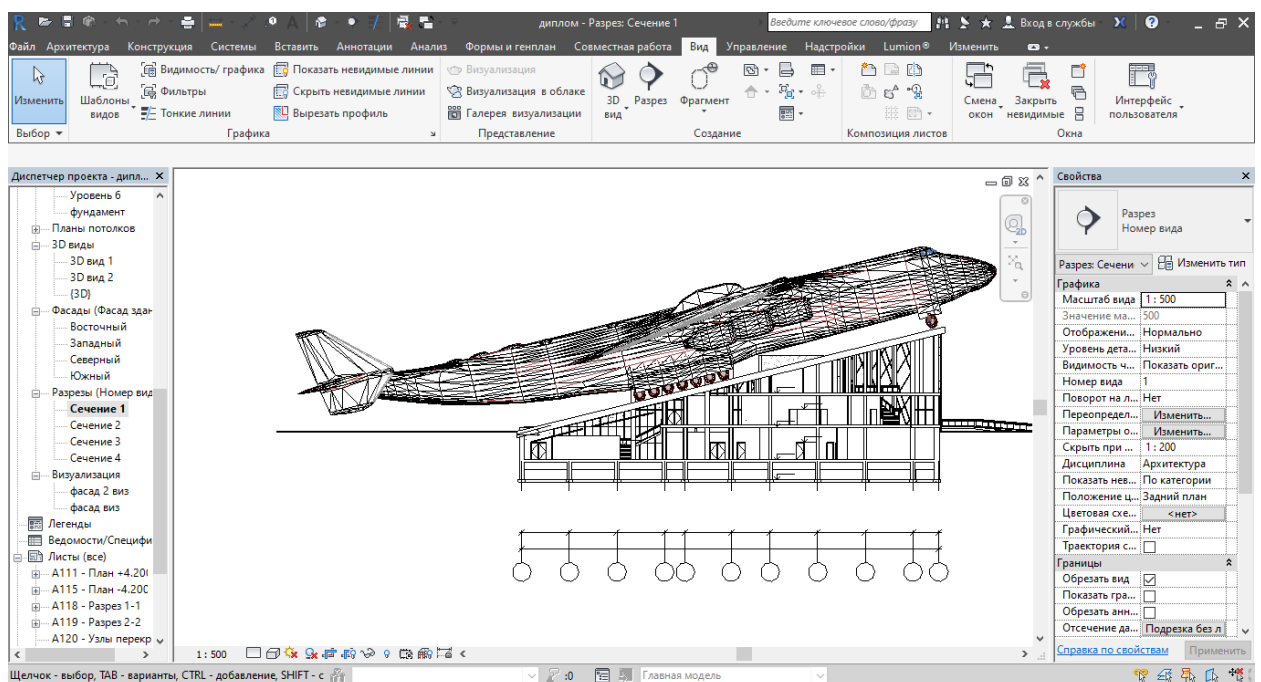 диплом - Разрез: Сечение 1
Введите ключевое слово/фразу
Вход в службы
Файл Архитектура Конструкция Системы Вставить Аннотации Анализ Формы и генплан Совместная работа Вид Управление Надстройки Lumion® Изменить
Изменить
Шаблоны видов
Видимость/ графика
Фильтры
Тонкие линии
Показать невидимые линии
Скрыть невидимые линии
Вырезать профиль
Визуализация
Визуализация в облаке
Галерея визуализации
3D вид
Разрез
Фрагмент
Смена окон
Закрыть невидимые
Интерфейс пользователя
Выбор Графика Представление Создание Композиция листов Окна
Диспетчер проекта - дипл...
Уровень 6
фундамент
Планы потолков
3D виды
3D вид 1
3D вид 2
{3D}
Фасады (Фасад здан
Восточный
Западный
Северный
Южный
Разрезы (Номер вид
Сечение 1
Сечение 2
Сечение 3
Сечение 4
Визуализация
фасад 2 виз
фасад виз
Легенды
Ведомости/Специфи
Листы (все)
A111 - План +4.20(
A115 - План -4.20С
A118 - Разрез 1-1
A119 - Разрез 2-2
A120 - Узлы перекр
2D
1 : 500
Свойства
Разрез
Номер вида
Разрез: Сечени
Изменить тип
Графика
Масштаб вида 1 : 500
Значение ма... 500
Отображени... Нормально
Уровень дета... Низкий
Видимость ч... Показать ориг...
Номер вида 1
Поворот на л... Нет
Переопредел... Изменить...
Параметры о... Изменить...
Скрыть при ... 1 : 200
Дисциплина Архитектура
Показать нев... По категории
Положение ц... Задний план
Цветовая схе... <нет>
Графический... Нет
Траектория с...
Границы
Обрезать вид
Показать гра...
Обрезать анн...
Отсечение да... Подрезка без л
Справка по свойствам
Применить
Щелчок - выбор, TAB - варианты, CTRL - добавление, SHIFT - с
:0
Главная модель